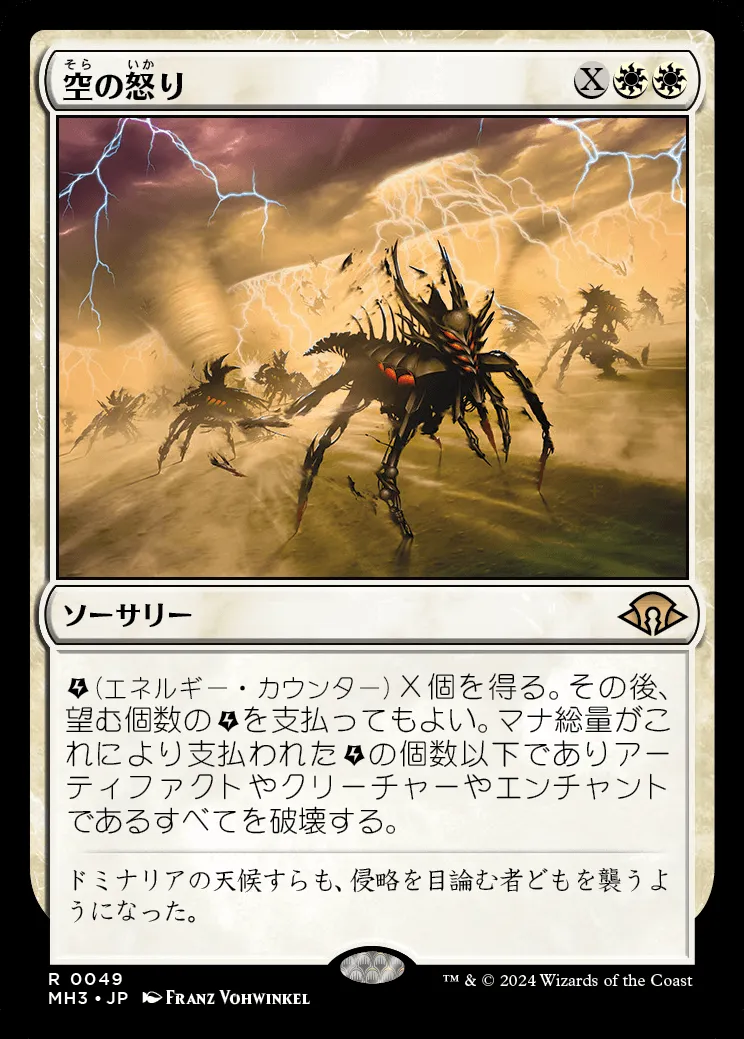 空の怒り
そら いか
X
ソーサリー
(エネルギー・カウンター)X個を得る。その後、
望む個数のを支払ってもよい。マナ総量がこ
れにより支払われたの個数以下でありアー
ティファクトやクリーチャーやエンチャント
であるすべてを破壊する。
ドミナリアの天候すらも、侵略を目論む者どもを襲うよ
うになった。
R 0049
MH3・JP Franz Vohwinkel
™ & © 2024 Wizards of the Coast